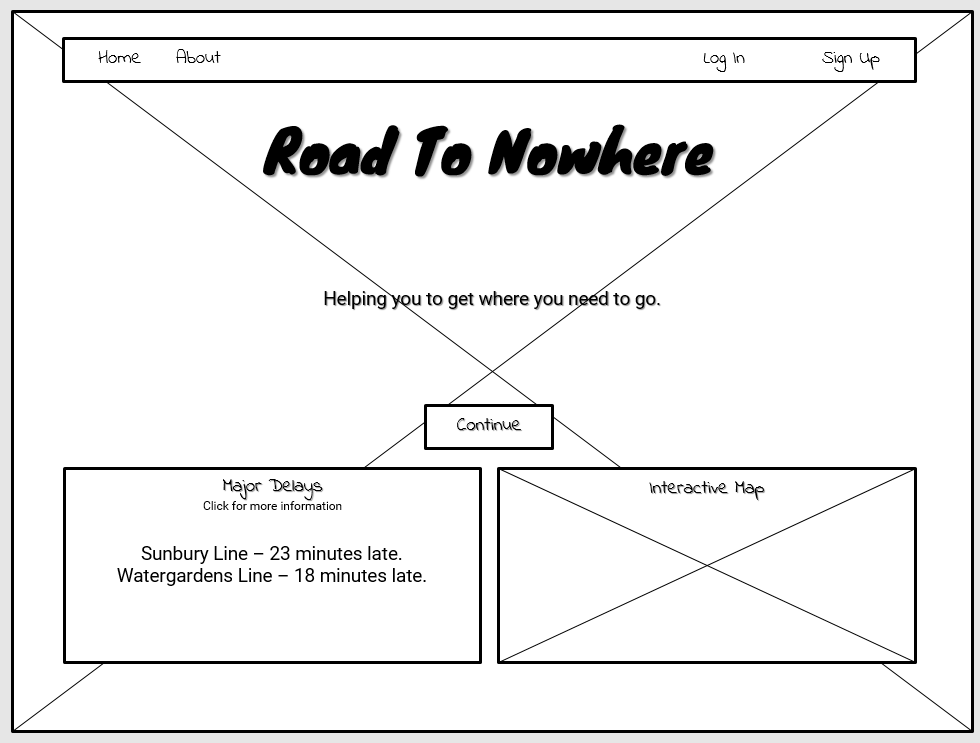 Home About Log In Sign Up
Road To Nowhere
Helping you to get where you need to go.
Continue
Major Delays
Click for more information
Sunbury Line – 23 minutes late.
Watergardens Line – 18 minutes late.
Interactive Map